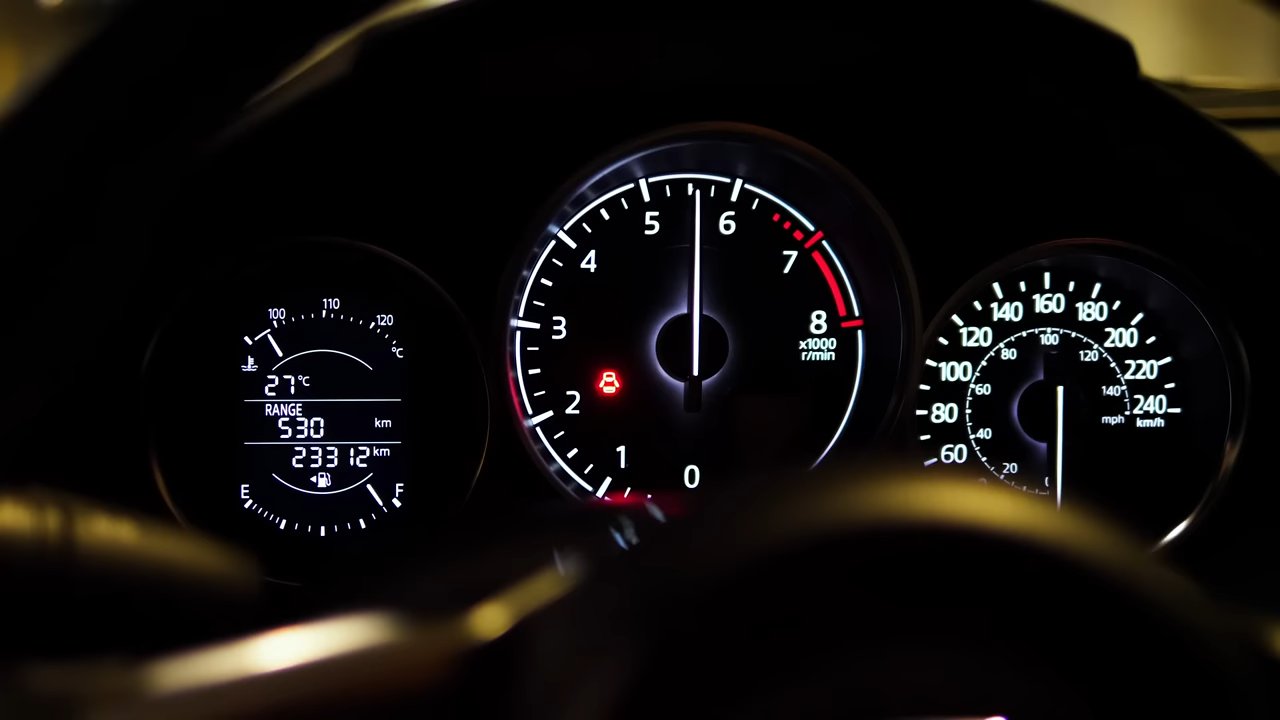 100 110 120
°C
27°C
RANGE
530 km
23312 km
E F
0 1 2 3 4 5 6 7 8
x1000
r/min
60 80 100 120 140 160 180 200 220 240
km/h
0 20 40 60 80 100 120 140
mph